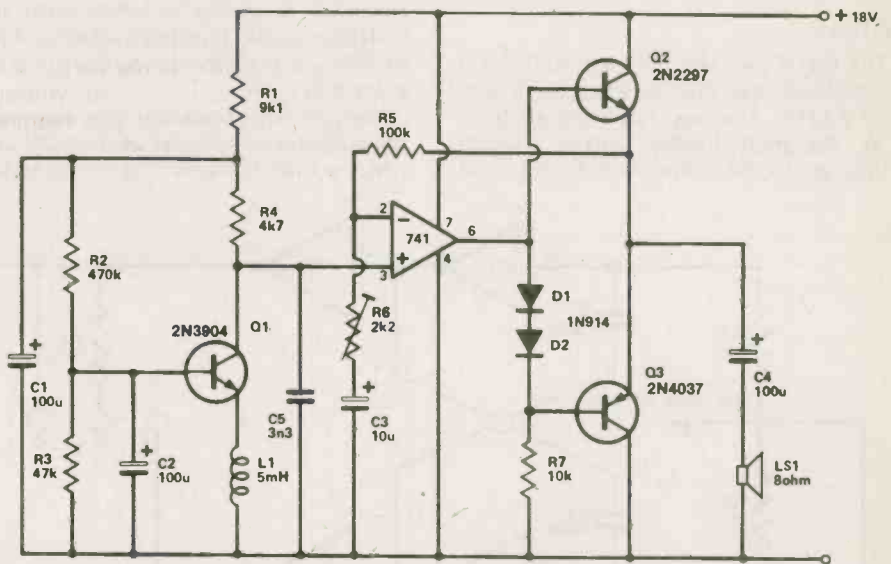 + 18V
Q2
2N2297
R1
9k1
R5
100k
R4
4k7
2
-
7
741
6
+
3
4
R2
470k
D1
1N914
D2
R6
2k2
2N3904
Q1
Q3
2N4037
+
C4
100u
+
C1
100u
C5
3n3
+
C3
10u
R3
47k
+
C2
100u
L1
5mH
R7
10k
LS1
8ohm